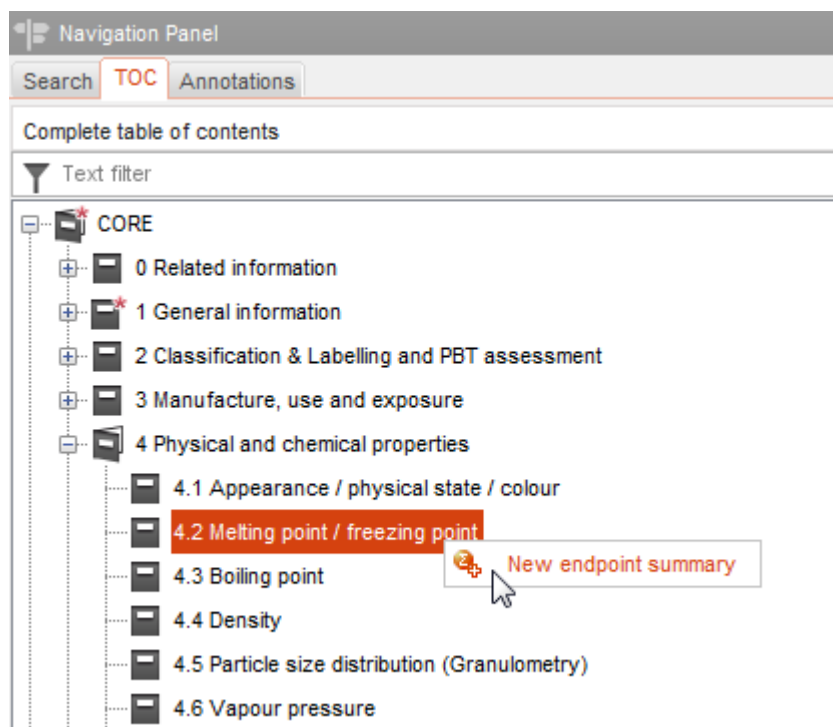 Navigation Panel
Search TOC Annotations
Complete table of contents
Text filter
CORE
0 Related information
1 General information
2 Classification & Labelling and PBT assessment
3 Manufacture, use and exposure
4 Physical and chemical properties
4.1 Appearance / physical state / colour
4.2 Melting point / freezing point
New endpoint summary
4.3 Boiling point
4.4 Density
4.5 Particle size distribution (Granulometry)
4.6 Vapour pressure